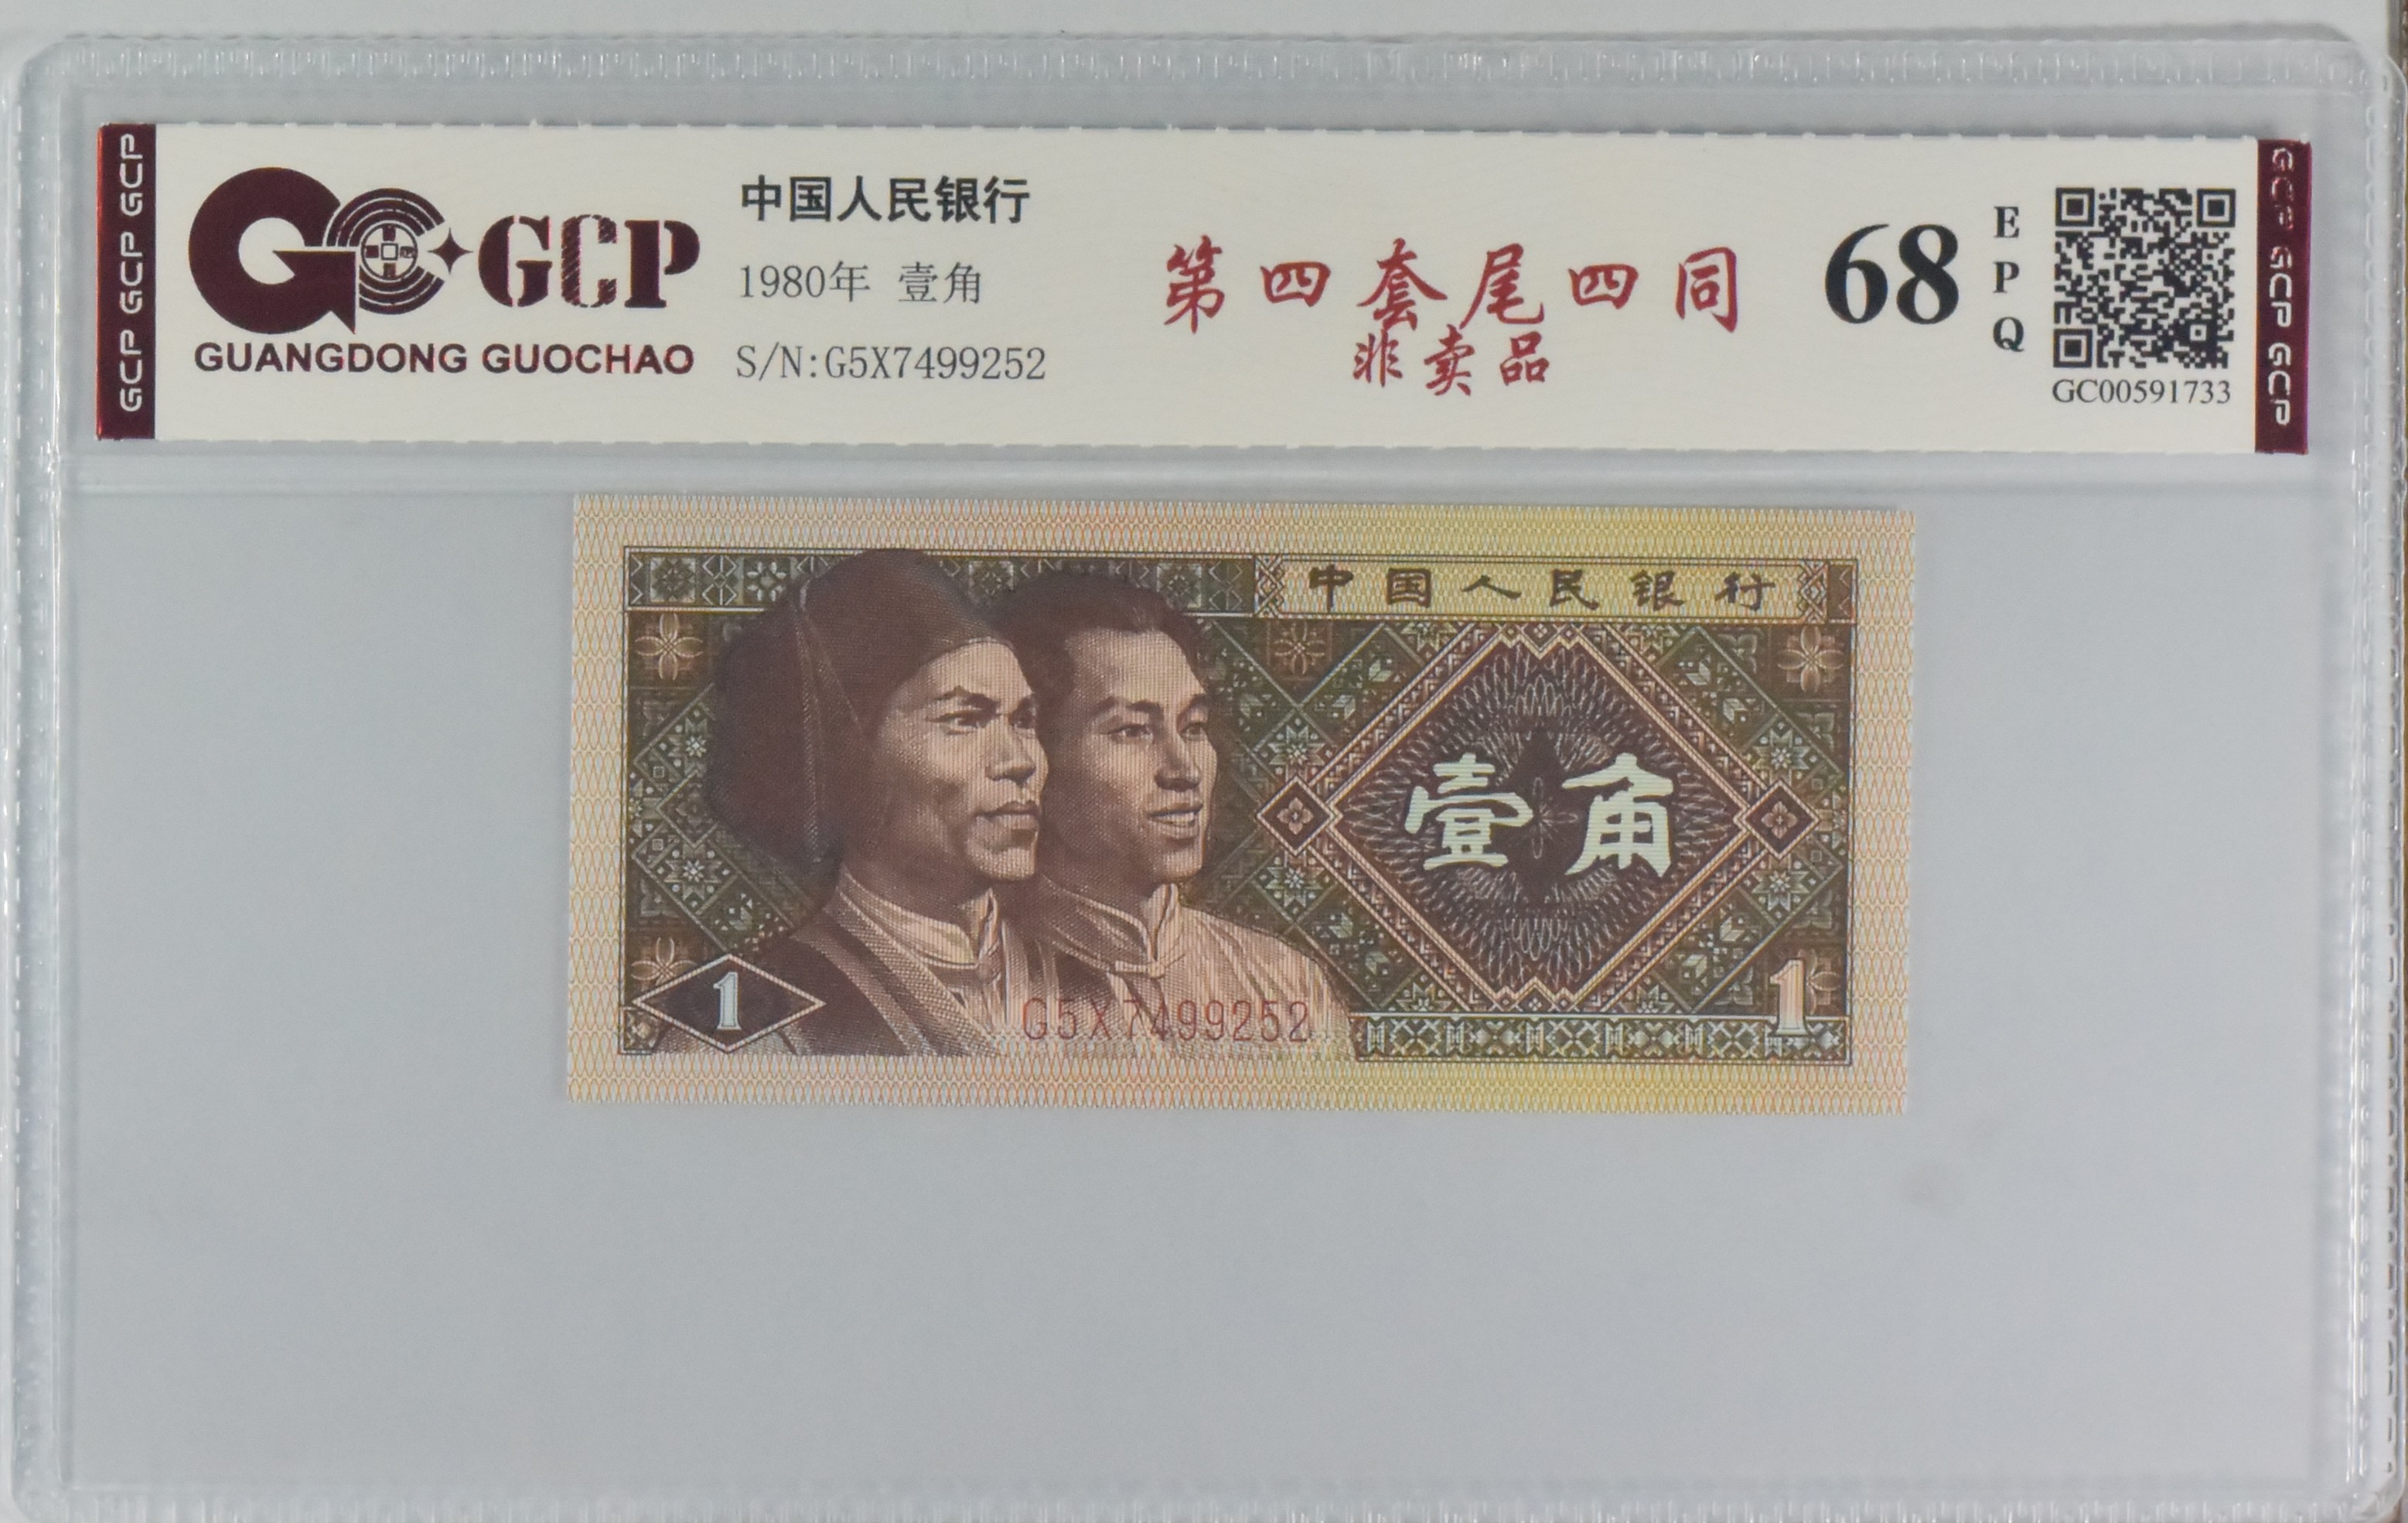 GCP GCP GCP
GCP
GUANGDONG GUOCHAO
中国人民银行
1980年 壹角
S/N:G5X7499252
第四套尾四同
非卖品
68
EPQ
GC00591733
GCP GCP GCP
中国人民银行
壹角
1
G5X7499252
1